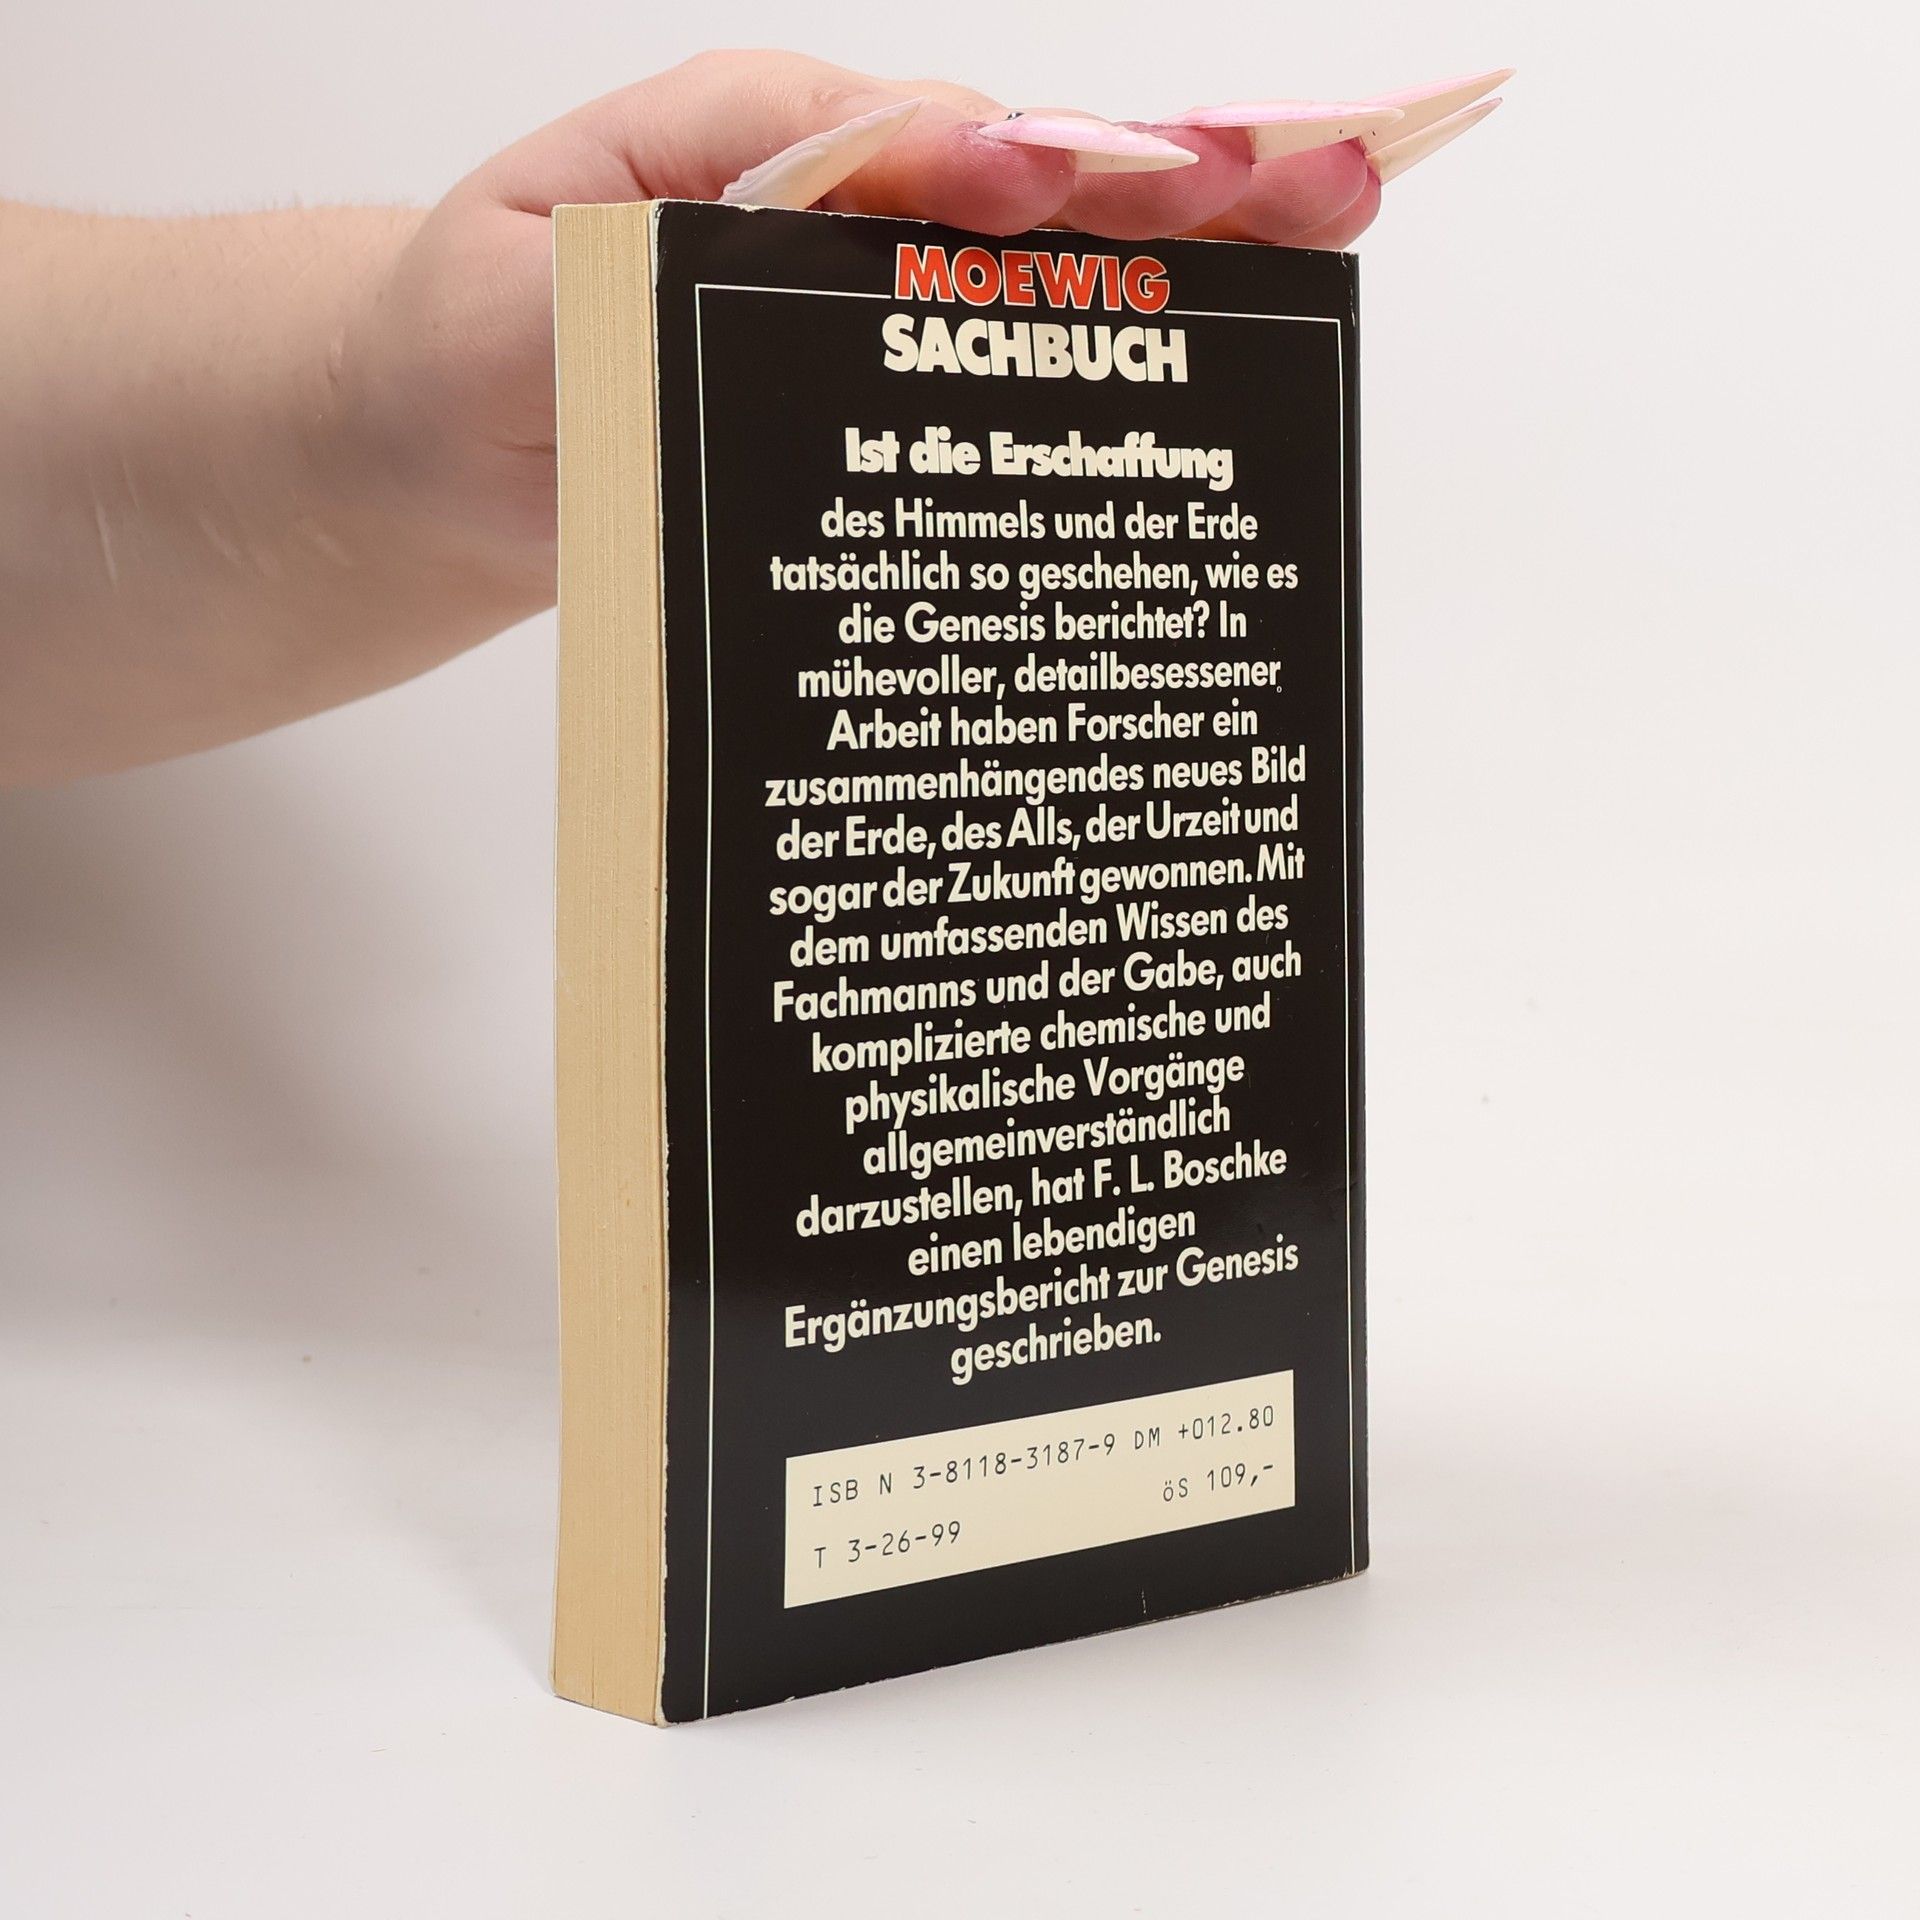 MOEWIG
SACHBUCH
Ist die Erschaffung
des Himmels und der Erde
tatsächlich so geschehen, wie es
die Genesis berichtet? In
mühevoller, detailbesessener
Arbeit haben Forscher ein
zusammenhängendes neues Bild
der Erde, des Alls, der Urzeit und
sogar der Zukunft gewonnen. Mit
dem umfassenden Wissen des
Fachmanns und der Gabe, auch
komplizierte chemische und
physikalische Vorgänge
allgemeinverständlich
darzustellen, hat F. L. Boschke
einen lebendigen
Ergänzungsbericht zur Genesis
geschrieben.
ISB N 3-8118-3187-9 DM +012.80
öS 109,-
T 3-26-99